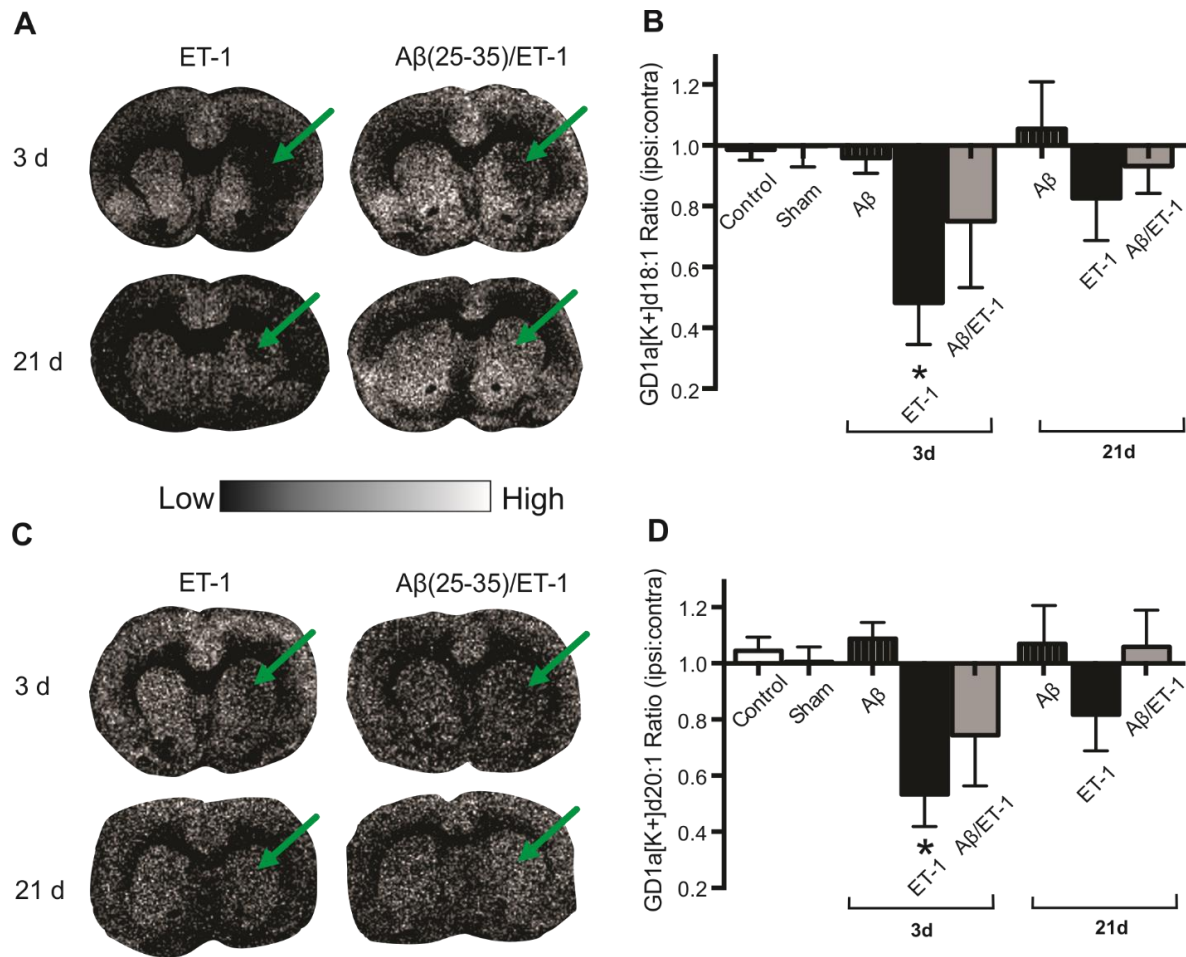 A
ET-1
Aβ(25-35)/ET-1
3 d
21 d
Low
High
B
GD1a[K+]d18:1 Ratio (ipsi:contra)
1.2
1.0
0.8
0.6
0.4
0.2
Control
Sham
Aβ
*
ET-1
Aβ/ET-1
Aβ
ET-1
Aβ/ET-1
3d
21d
C
ET-1
Aβ(25-35)/ET-1
3 d
21 d
D
GD1a[K+]d20:1 Ratio (ipsi:contra)
1.2
1.0
0.8
0.6
0.4
0.2
Control
Sham
Aβ
*
ET-1
Aβ/ET-1
Aβ
ET-1
Aβ/ET-1
3d
21d